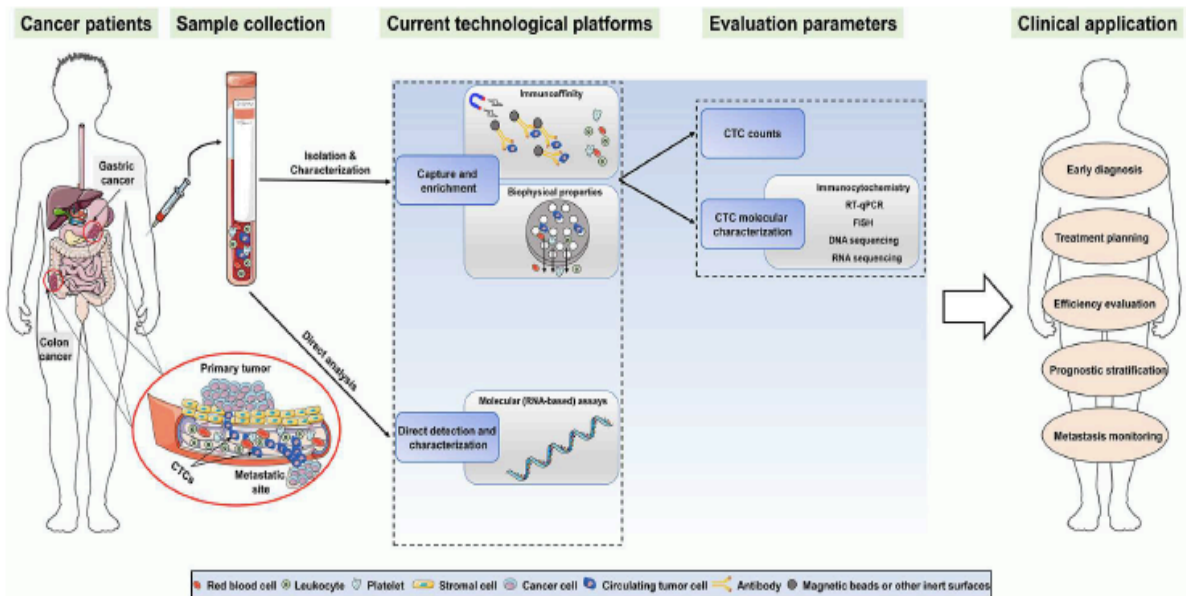 Cancer patients
Sample collection
Current technological platforms
Evaluation parameters
Clinical application
Gastric
cancer
Colon
cancer
Primary tumor
CTCs
Metastatic
site
Isolation &
Characterization
Direct analysis
Capture and
enrichment
Immunoaffinity
Biophysical properties
Direct detection and
characterization
Molecular (RNA-based) assays
CTC counts
CTC molecular
characterization
Immunocytochemistry
RT-qPCR
FISH
DNA sequencing
RNA sequencing
Early diagnosis
Treatment planning
Efficiency evaluation
Prognostic stratification
Metastasis monitoring
Red blood cell Leukocyte Platelet Stromal cell Cancer cell Circulating tumor cell Antibody Magnetic beads or other inert surfaces